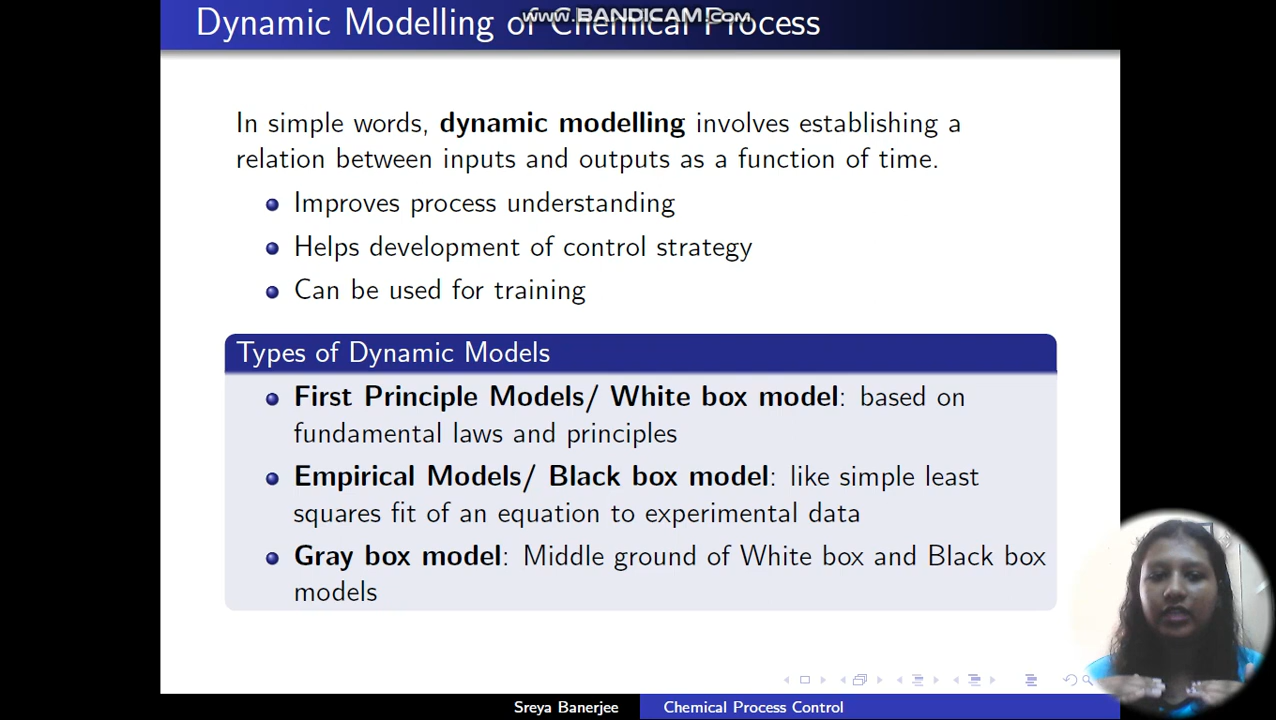 www.BANDICAM.com
Dynamic Modelling of Chemical Process
In simple words, dynamic modelling involves establishing a
relation between inputs and outputs as a function of time.
Improves process understanding
Helps development of control strategy
Can be used for training
Types of Dynamic Models
First Principle Models/ White box model: based on
fundamental laws and principles
Empirical Models/ Black box model: like simple least
squares fit of an equation to experimental data
Gray box model: Middle ground of White box and Black box
models
Sreya Banerjee
Chemical Process Control